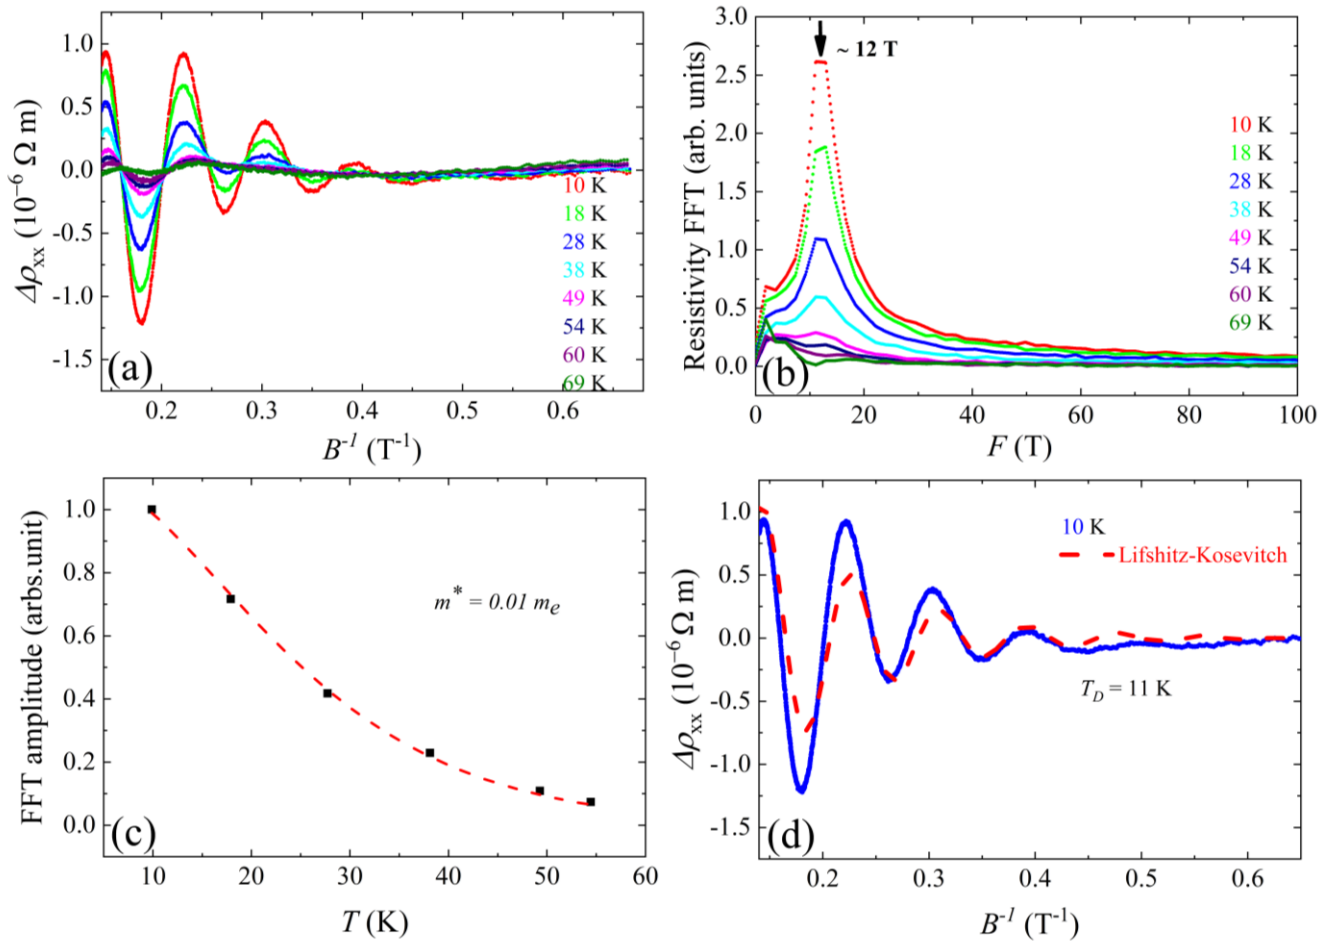 1.0
0.5
0.0
-0.5
-1.0
-1.5
Δρxx (10⁻⁶ Ω m)
10 K
18 K
28 K
38 K
49 K
54 K
60 K
69 K
(a)
0.2 0.3 0.4 0.5 0.6
B⁻¹ (T⁻¹)
3.0
2.5
2.0
1.5
1.0
0.5
0.0
Resistivity FFT (arb. units)
~ 12 T
10 K
18 K
28 K
38 K
49 K
54 K
60 K
69 K
(b)
0 20 40 60 80 100
F (T)
1.0
0.8
0.6
0.4
0.2
0.0
FFT amplitude (arbs.unit)
m* = 0.01 me
(c)
10 20 30 40 50 60
T (K)
1.0
0.5
0.0
-0.5
-1.0
-1.5
Δρxx (10⁻⁶ Ω m)
10 K
Lifshitz-Kosevitch
TD = 11 K
(d)
0.2 0.3 0.4 0.5 0.6
B⁻¹ (T⁻¹)